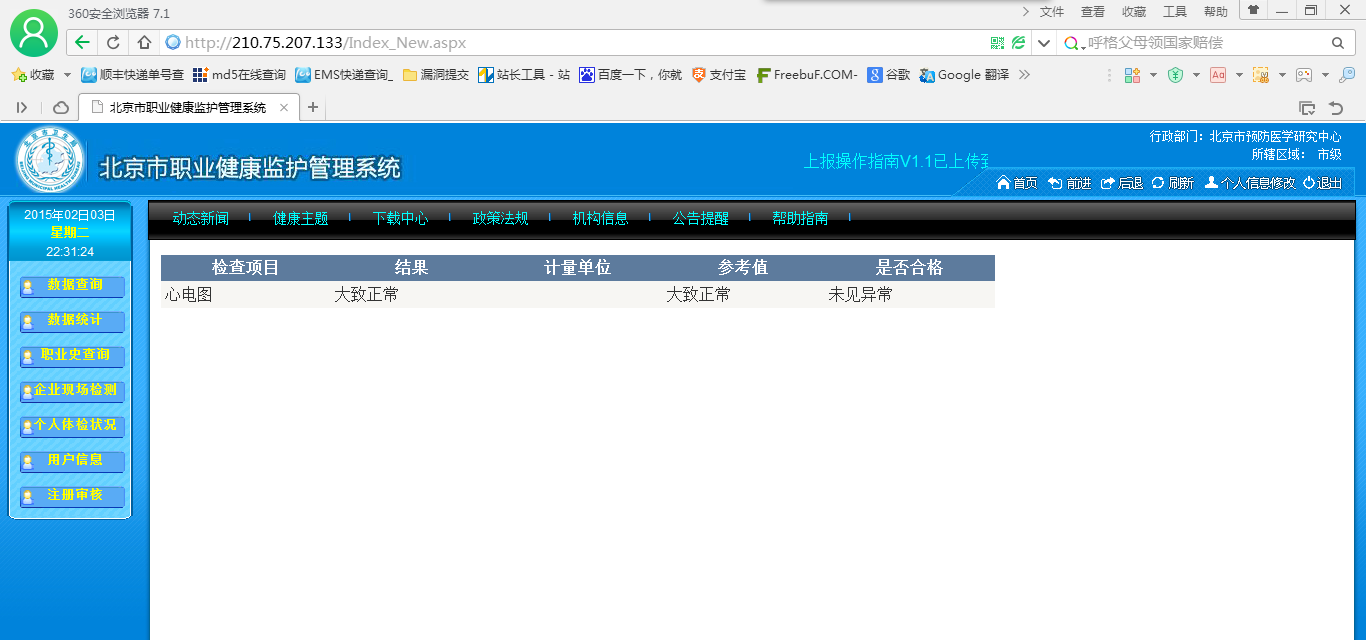 360安全浏览器 7.1
文件 查看 收藏 工具 帮助
http://210.75.207.133/Index_New.aspx
呼格父母领国家赔偿
收藏 顺丰快递单号查 md5在线查询 EMS快递查询_ 漏洞提交 站长工具 - 站 百度一下，你就 支付宝 FreebuF.COM- 谷歌 Google 翻译
北京市职业健康监护管理系统
行政部门：北京市预防医学研究中心
所辖区域： 市级
北京市职业健康监护管理系统
上报操作指南V1.1已上传至
首页 前进 后退 刷新 个人信息修改 退出
2015年02月03日
星期二
22:31:24
动态新闻 健康主题 下载中心 政策法规 机构信息 公告提醒 帮助指南
数据查询
数据统计
职业史查询
企业现场检测
个人体检状况
用户信息
注册审核
检查项目 结果 计量单位 参考值 是否合格
心电图 大致正常 大致正常 未见异常